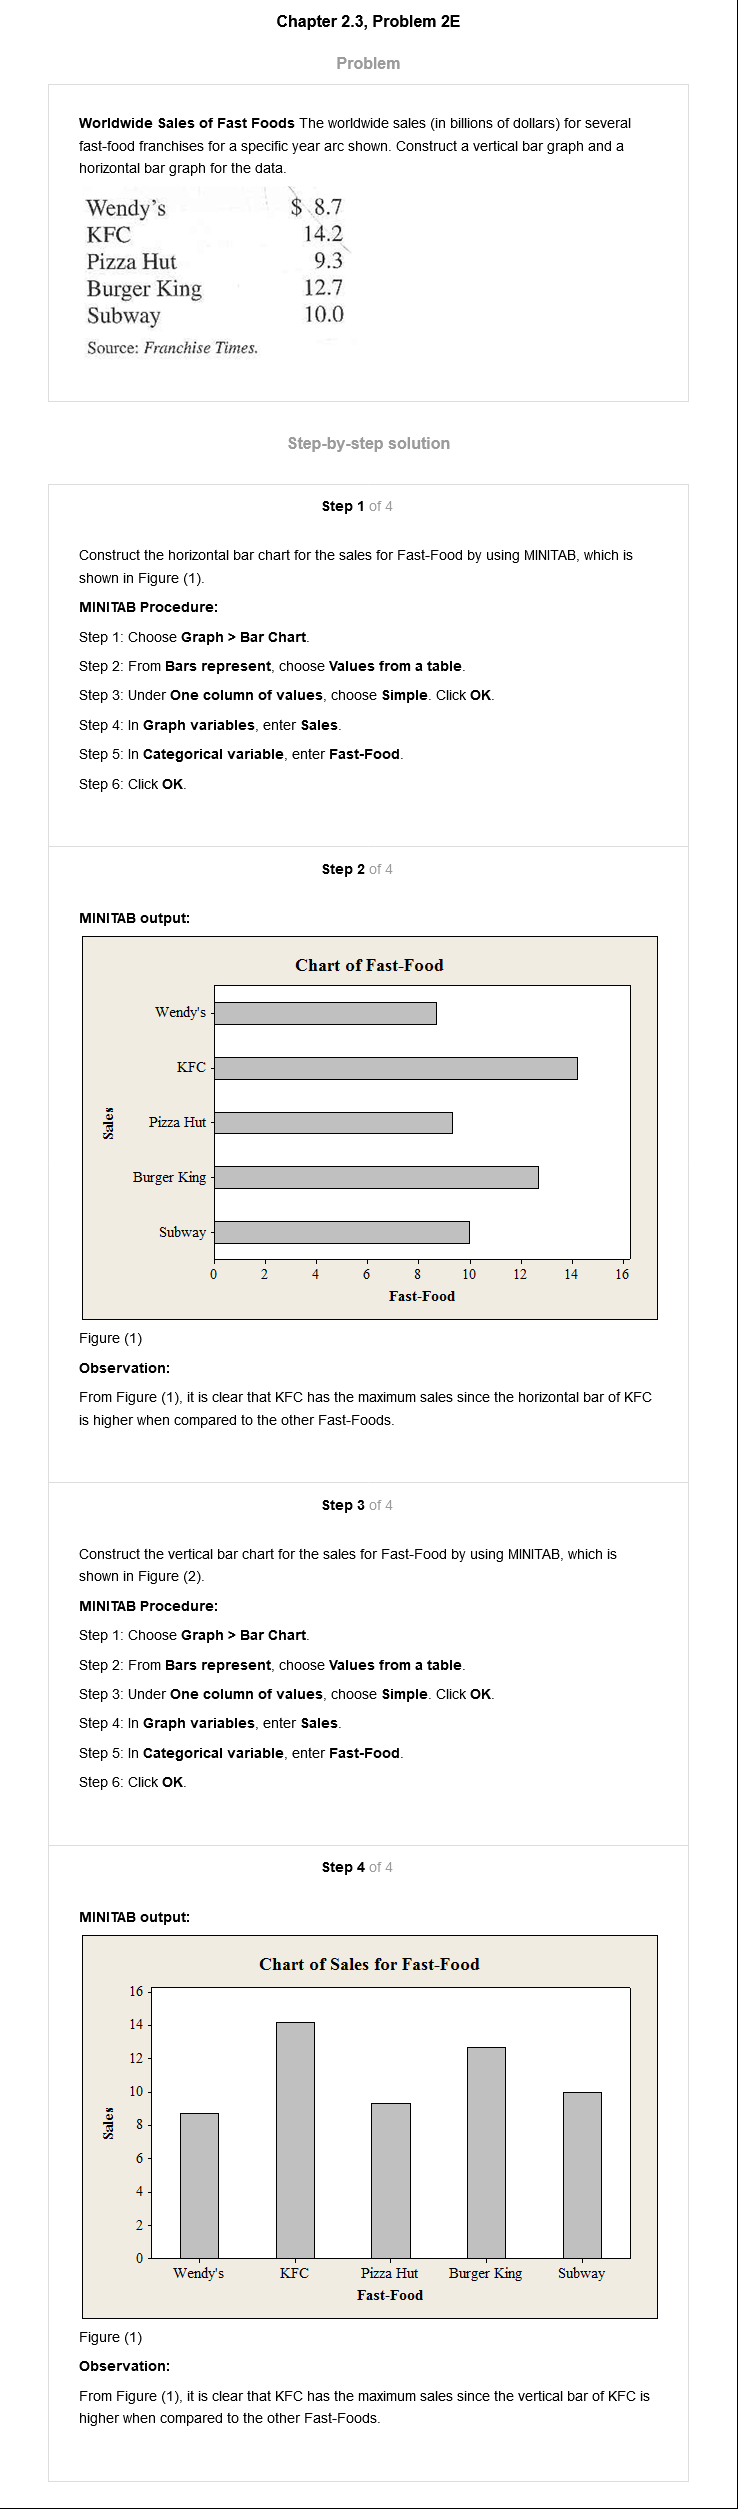 Chapter 2.3, Problem 2E
Problem
Worldwide Sales of Fast Foods The worldwide sales (in billions of dollars) for several
fast-food franchises for a specific year arc shown. Construct a vertical bar graph and a
horizontal bar graph for the data.
Wendy's $ 8.7
KFC 14.2
Pizza Hut 9.3
Burger King 12.7
Subway 10.0
Source: Franchise Times.
Step-by-step solution
Step 1 of 4
Construct the horizontal bar chart for the sales for Fast-Food by using MINITAB, which is
shown in Figure (1).
MINITAB Procedure:
Step 1: Choose Graph > Bar Chart.
Step 2: From Bars represent, choose Values from a table.
Step 3: Under One column of values, choose Simple. Click OK.
Step 4: In Graph variables, enter Sales.
Step 5: In Categorical variable, enter Fast-Food.
Step 6: Click OK.
Step 2 of 4
MINITAB output:
Chart of Fast-Food
Sales
Wendy's
KFC
Pizza Hut
Burger King
Subway
0 2 4 6 8 10 12 14 16
Fast-Food
Figure (1)
Observation:
From Figure (1), it is clear that KFC has the maximum sales since the horizontal bar of KFC
is higher when compared to the other Fast-Foods.
Step 3 of 4
Construct the vertical bar chart for the sales for Fast-Food by using MINITAB, which is
shown in Figure (2).
MINITAB Procedure:
Step 1: Choose Graph > Bar Chart.
Step 2: From Bars represent, choose Values from a table.
Step 3: Under One column of values, choose Simple. Click OK.
Step 4: In Graph variables, enter Sales.
Step 5: In Categorical variable, enter Fast-Food.
Step 6: Click OK.
Step 4 of 4
MINITAB output:
Chart of Sales for Fast-Food
Sales
16
14
12
10
8
6
4
2
0
Wendy's KFC Pizza Hut Burger King Subway
Fast-Food
Figure (1)
Observation:
From Figure (1), it is clear that KFC has the maximum sales since the vertical bar of KFC is
higher when compared to the other Fast-Foods.